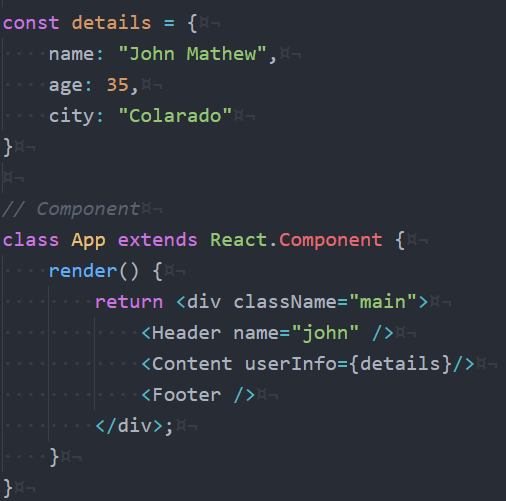 const details = {
    name: "John Mathew",
    age: 35,
    city: "Colarado"
}

// Component
class App extends React.Component {
    render() {
        return <div className="main">
            <Header name="john" />
            <Content userInfo={details}/>
            <Footer />
        </div>;
    }
}